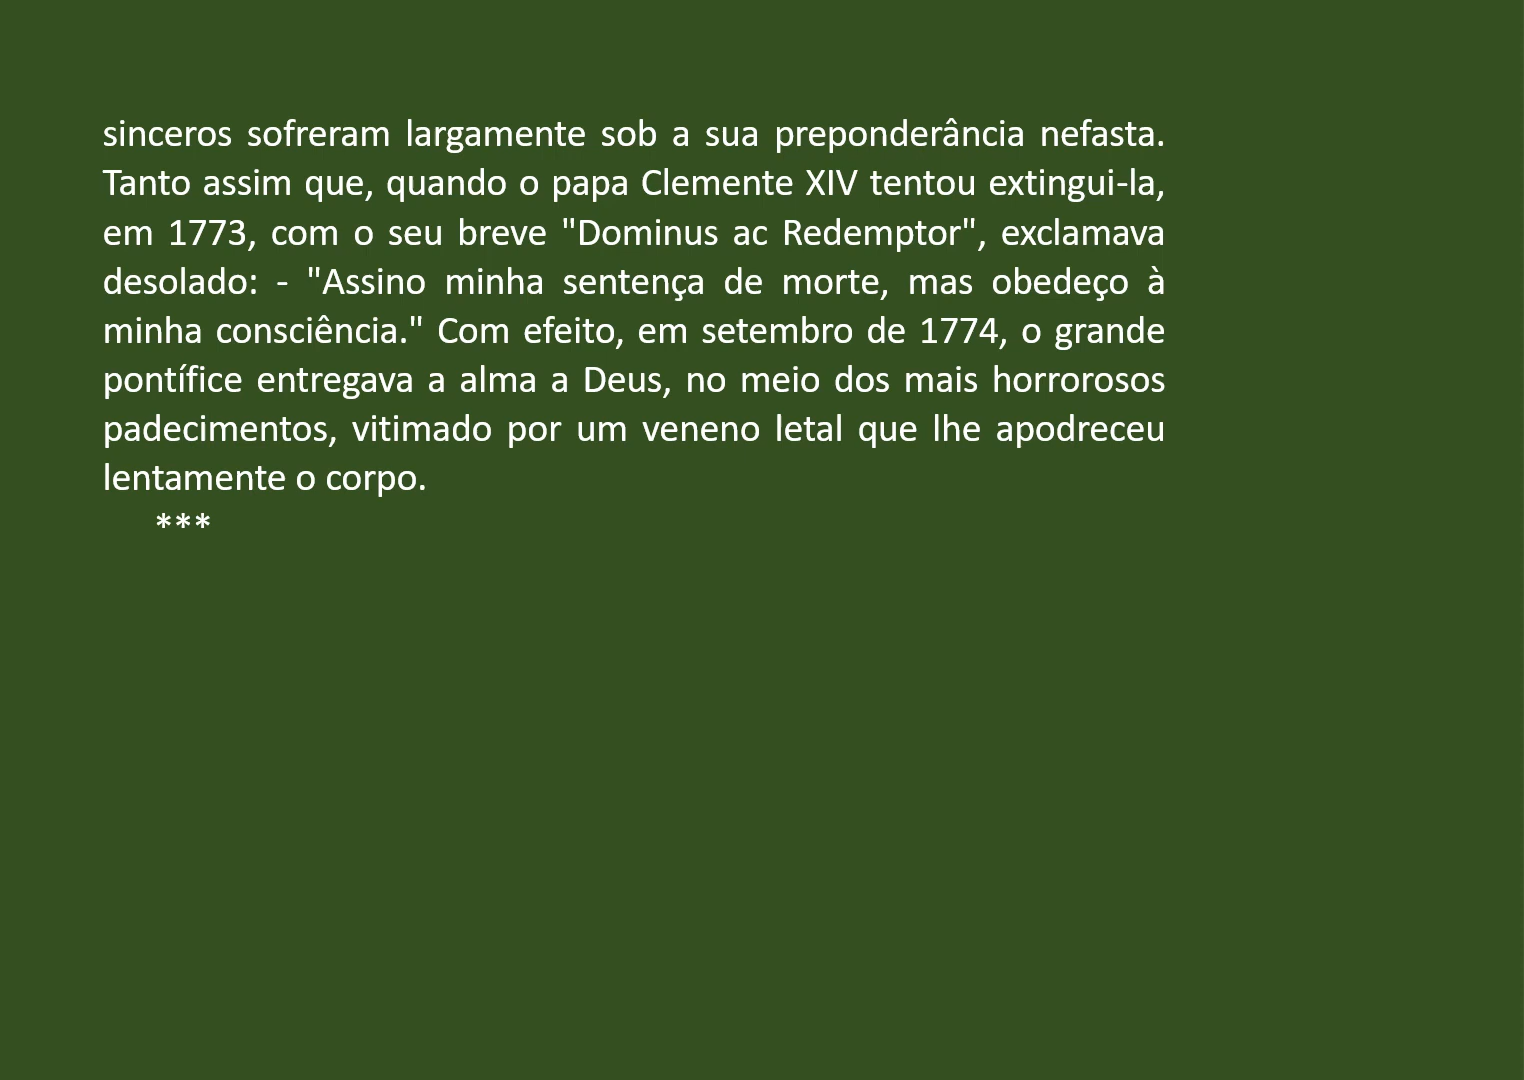 sinceros sofreram largamente sob a sua preponderância nefasta.
Tanto assim que, quando o papa Clemente XIV tentou extingui-la,
em 1773, com o seu breve "Dominus ac Redemptor", exclamava
desolado: - "Assino minha sentença de morte, mas obedeço à
minha consciência." Com efeito, em setembro de 1774, o grande
pontífice entregava a alma a Deus, no meio dos mais horrorosos
padecimentos, vitimado por um veneno letal que lhe apodreceu
lentamente o corpo.
***